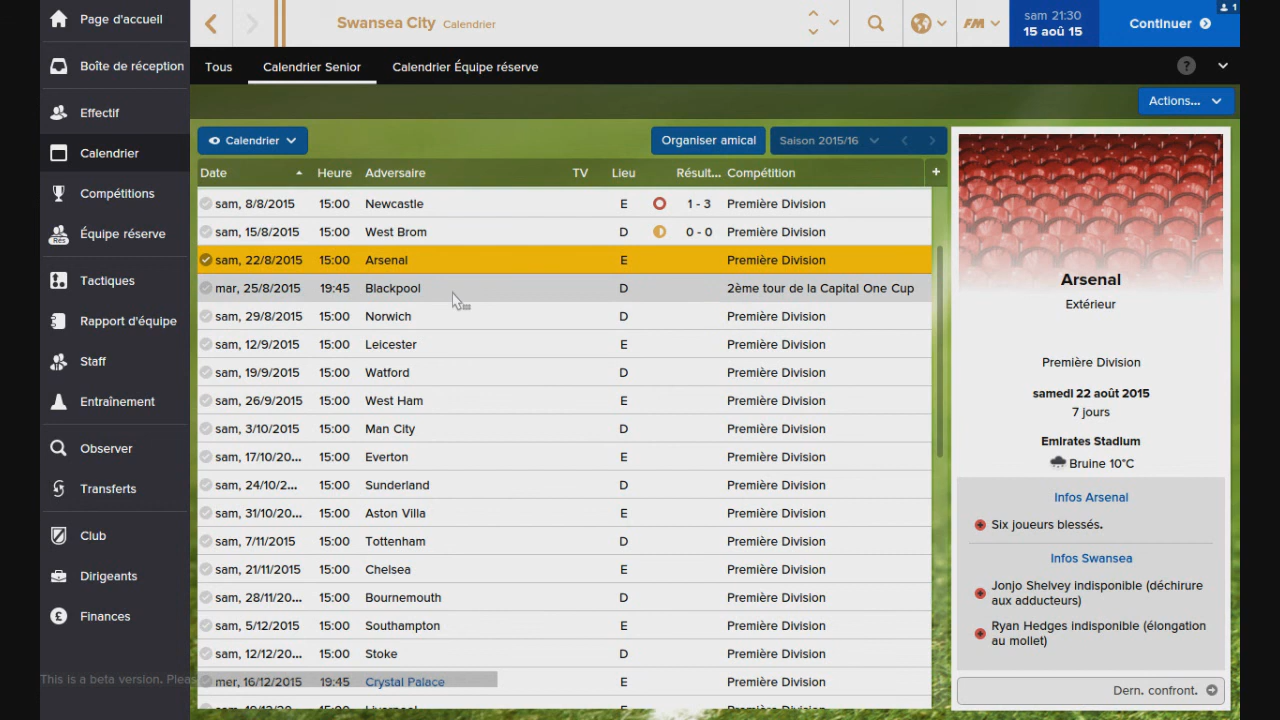 Page d'accueil
Boîte de réception
Effectif
Calendrier
Compétitions
Rés
Équipe réserve
Tactiques
Rapport d'équipe
Staff
Entraînement
Observer
Transferts
Club
Dirigeants
Finances
This is a beta version. Pleas
Swansea City Calendrier
FM
sam 21:30
15 aoû 15
Continuer
1
Tous Calendrier Senior Calendrier Équipe réserve
?
Actions...
Calendrier Organiser amical Saison 2015/16
Date Heure Adversaire TV Lieu Résult... Compétition +
sam, 8/8/2015 15:00 Newcastle E 1 - 3 Première Division
sam, 15/8/2015 15:00 West Brom D 0 - 0 Première Division
sam, 22/8/2015 15:00 Arsenal E Première Division
mar, 25/8/2015 19:45 Blackpool D 2ème tour de la Capital One Cup
sam, 29/8/2015 15:00 Norwich D Première Division
sam, 12/9/2015 15:00 Leicester E Première Division
sam, 19/9/2015 15:00 Watford D Première Division
sam, 26/9/2015 15:00 West Ham E Première Division
sam, 3/10/2015 15:00 Man City D Première Division
sam, 17/10/20... 15:00 Everton E Première Division
sam, 24/10/2... 15:00 Sunderland D Première Division
sam, 31/10/20... 15:00 Aston Villa E Première Division
sam, 7/11/2015 15:00 Tottenham D Première Division
sam, 21/11/2015 15:00 Chelsea E Première Division
sam, 28/11/20... 15:00 Bournemouth D Première Division
sam, 5/12/2015 15:00 Southampton E Première Division
sam, 12/12/20... 15:00 Stoke D Première Division
mer, 16/12/2015 19:45 Crystal Palace E Première Division
Arsenal
Extérieur
Première Division
samedi 22 août 2015
7 jours
Emirates Stadium
Bruine 10°C
Infos Arsenal
Six joueurs blessés.
Infos Swansea
Jonjo Shelvey indisponible (déchirure
aux adducteurs)
Ryan Hedges indisponible (élongation
au mollet)
Dern. confront.